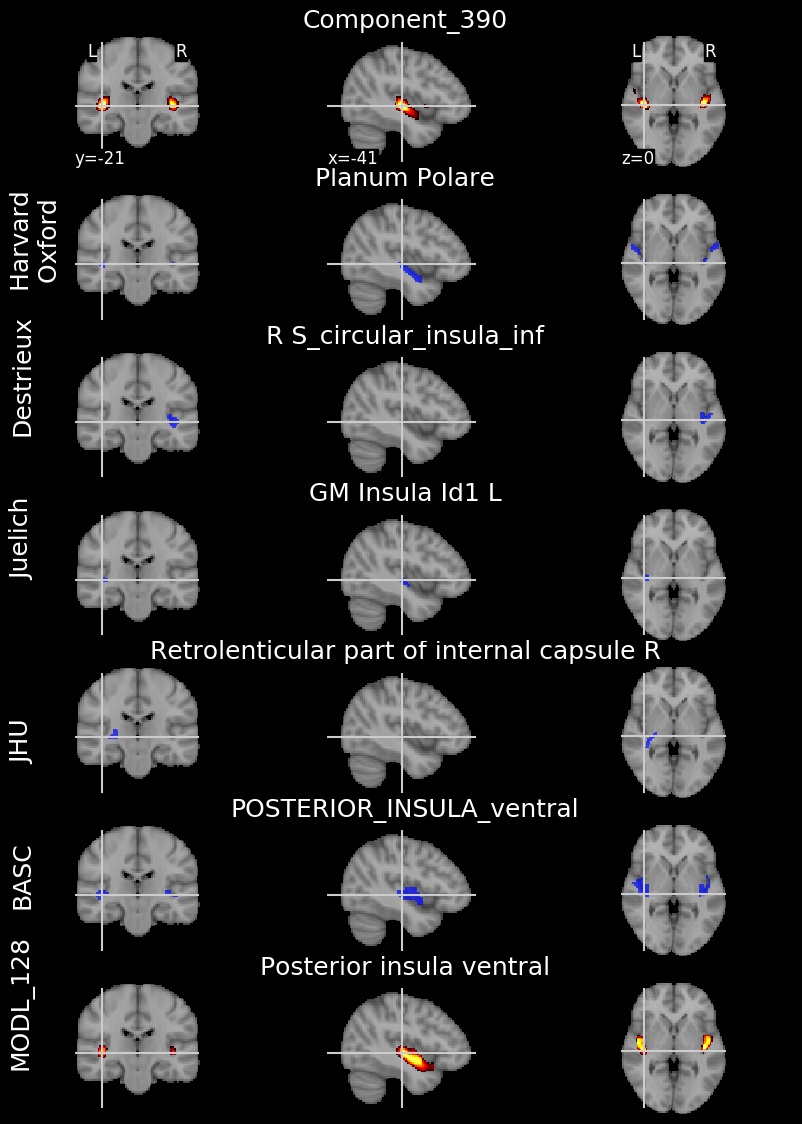 Component_390
L R L R
y=-21 x=-41 z=0
Planum Polare
Harvard
Oxford
R S_circular_insula_inf
Destrieux
GM Insula Id1 L
Juelich
Retrolenticular part of internal capsule R
JHU
POSTERIOR_INSULA_ventral
BASC
Posterior insula ventral
MODL_128